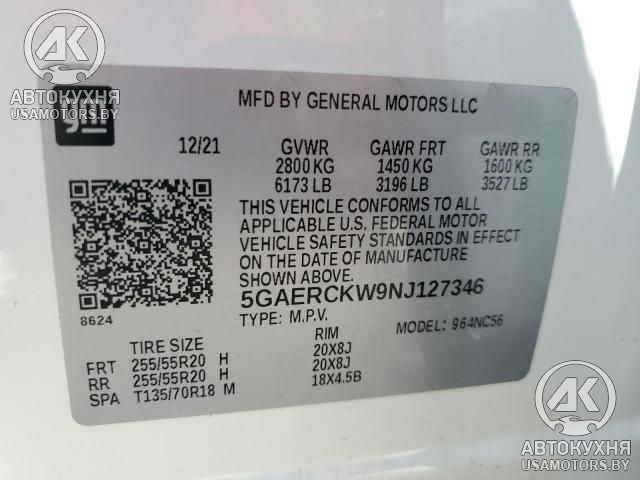 AK
АВТОКУХНЯ
USAMOTORS.BY
gm
MFD BY GENERAL MOTORS LLC
12/21 GVWR GAWR FRT GAWR RR
2800 KG 1450 KG 1600 KG
6173 LB 3196 LB 3527 LB
THIS VEHICLE CONFORMS TO ALL
APPLICABLE U.S. FEDERAL MOTOR
VEHICLE SAFETY STANDARDS IN EFFECT
ON THE DATE OF MANUFACTURE
SHOWN ABOVE.
5GAERCKW9NJ127346
8624
TYPE: M.P.V. MODEL: 964NC56
TIRE SIZE RIM
FRT 255/55R20 H 20X8J
RR 255/55R20 H 20X8J
SPA T135/70R18 M 18X4.5B
AK
АВТОКУХНЯ
USAMOTORS.BY